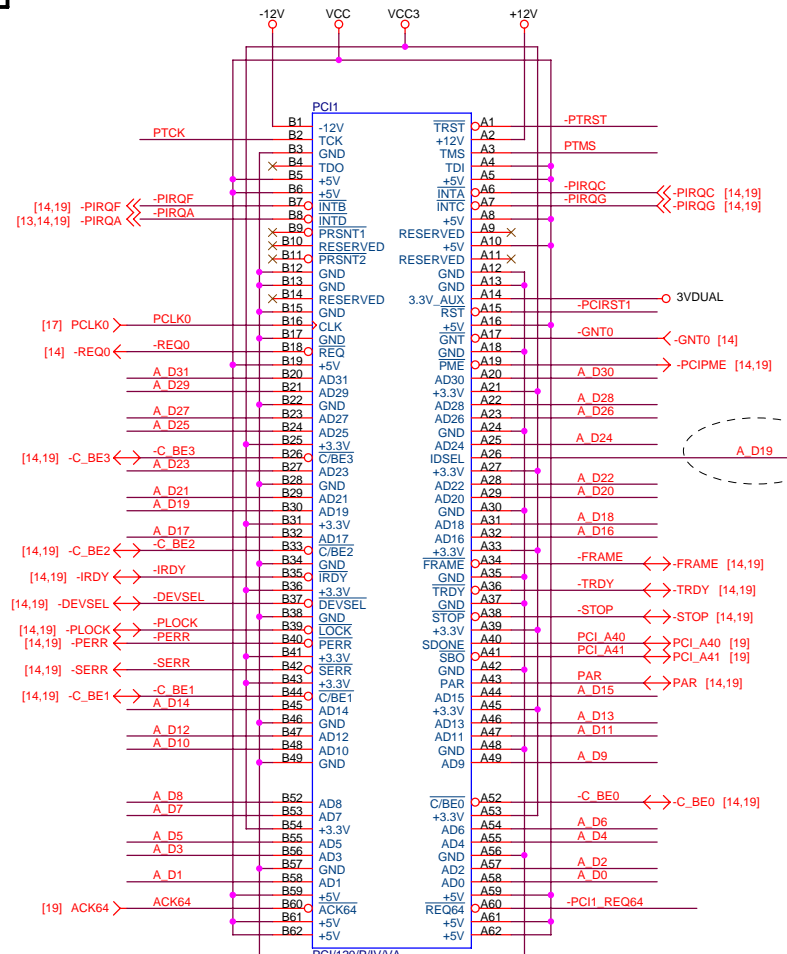 -12V VCC VCC3 +12V
PCI1
B1 -12V TRST A1 -PTRST
PTCK B2 TCK +12V A2
B3 GND TMS A3 PTMS
B4 TDO TDI A4
B5 +5V +5V A5
B6 +5V INTA A6 -PIRQC -PIRQC [14,19]
[14,19] -PIRQF -PIRQF B7 INTB INTC A7 -PIRQG -PIRQG [14,19]
[13,14,19] -PIRQA -PIRQA B8 INTD +5V A8
B9 PRSNT1 RESERVED A9
B10 RESERVED +5V A10
B11 PRSNT2 RESERVED A11
B12 GND GND A12
B13 GND GND A13
B14 RESERVED 3.3V_AUX A14 3VDUAL
B15 GND RST A15 -PCIRST1
[17] PCLK0 PCLK0 B16 CLK +5V A16
B17 GND GNT A17 -GNT0 -GNT0 [14]
[14] -REQ0 -REQ0 B18 REQ GND A18
B19 +5V PME A19 -PCIPME [14,19]
A_D31 B20 AD31 AD30 A20 A_D30
A_D29 B21 AD29 +3.3V A21
B22 GND AD28 A22 A_D28
A_D27 B23 AD27 AD26 A23 A_D26
A_D25 B24 AD25 GND A24
B25 +3.3V AD24 A25 A_D24
[14,19] -C_BE3 -C_BE3 B26 C/BE3 IDSEL A26 A_D19
A_D23 B27 AD23 +3.3V A27
B28 GND AD22 A28 A_D22
A_D21 B29 AD21 AD20 A29 A_D20
A_D19 B30 AD19 GND A30
B31 +3.3V AD18 A31 A_D18
A_D17 B32 AD17 AD16 A32 A_D16
[14,19] -C_BE2 -C_BE2 B33 C/BE2 +3.3V A33
B34 GND FRAME A34 -FRAME -FRAME [14,19]
[14,19] -IRDY -IRDY B35 IRDY GND A35
B36 +3.3V TRDY A36 -TRDY -TRDY [14,19]
[14,19] -DEVSEL -DEVSEL B37 DEVSEL GND A37
B38 GND STOP A38 -STOP -STOP [14,19]
[14,19] -PLOCK -PLOCK B39 LOCK +3.3V A39
[14,19] -PERR -PERR B40 PERR SDONE A40 PCI_A40 PCI_A40 [19]
B41 +3.3V SBO A41 PCI_A41 PCI_A41 [19]
[14,19] -SERR -SERR B42 SERR GND A42
B43 +3.3V PAR A43 PAR PAR [14,19]
[14,19] -C_BE1 -C_BE1 B44 C/BE1 AD15 A44 A_D15
A_D14 B45 AD14 +3.3V A45
B46 GND AD13 A46 A_D13
A_D12 B47 AD12 AD11 A47 A_D11
A_D10 B48 AD10 GND A48
B49 GND AD9 A49 A_D9
A_D8 B52 AD8 C/BE0 A52 -C_BE0 -C_BE0 [14,19]
A_D7 B53 AD7 +3.3V A53
B54 +3.3V AD6 A54 A_D6
A_D5 B55 AD5 AD4 A55 A_D4
A_D3 B56 AD3 GND A56
B57 GND AD2 A57 A_D2
A_D1 B58 AD1 AD0 A58 A_D0
B59 +5V +5V A59
[19] ACK64 ACK64 B60 ACK64 REQ64 A60 -PCI1_REQ64
B61 +5V +5V A61
B62 +5V +5V A62